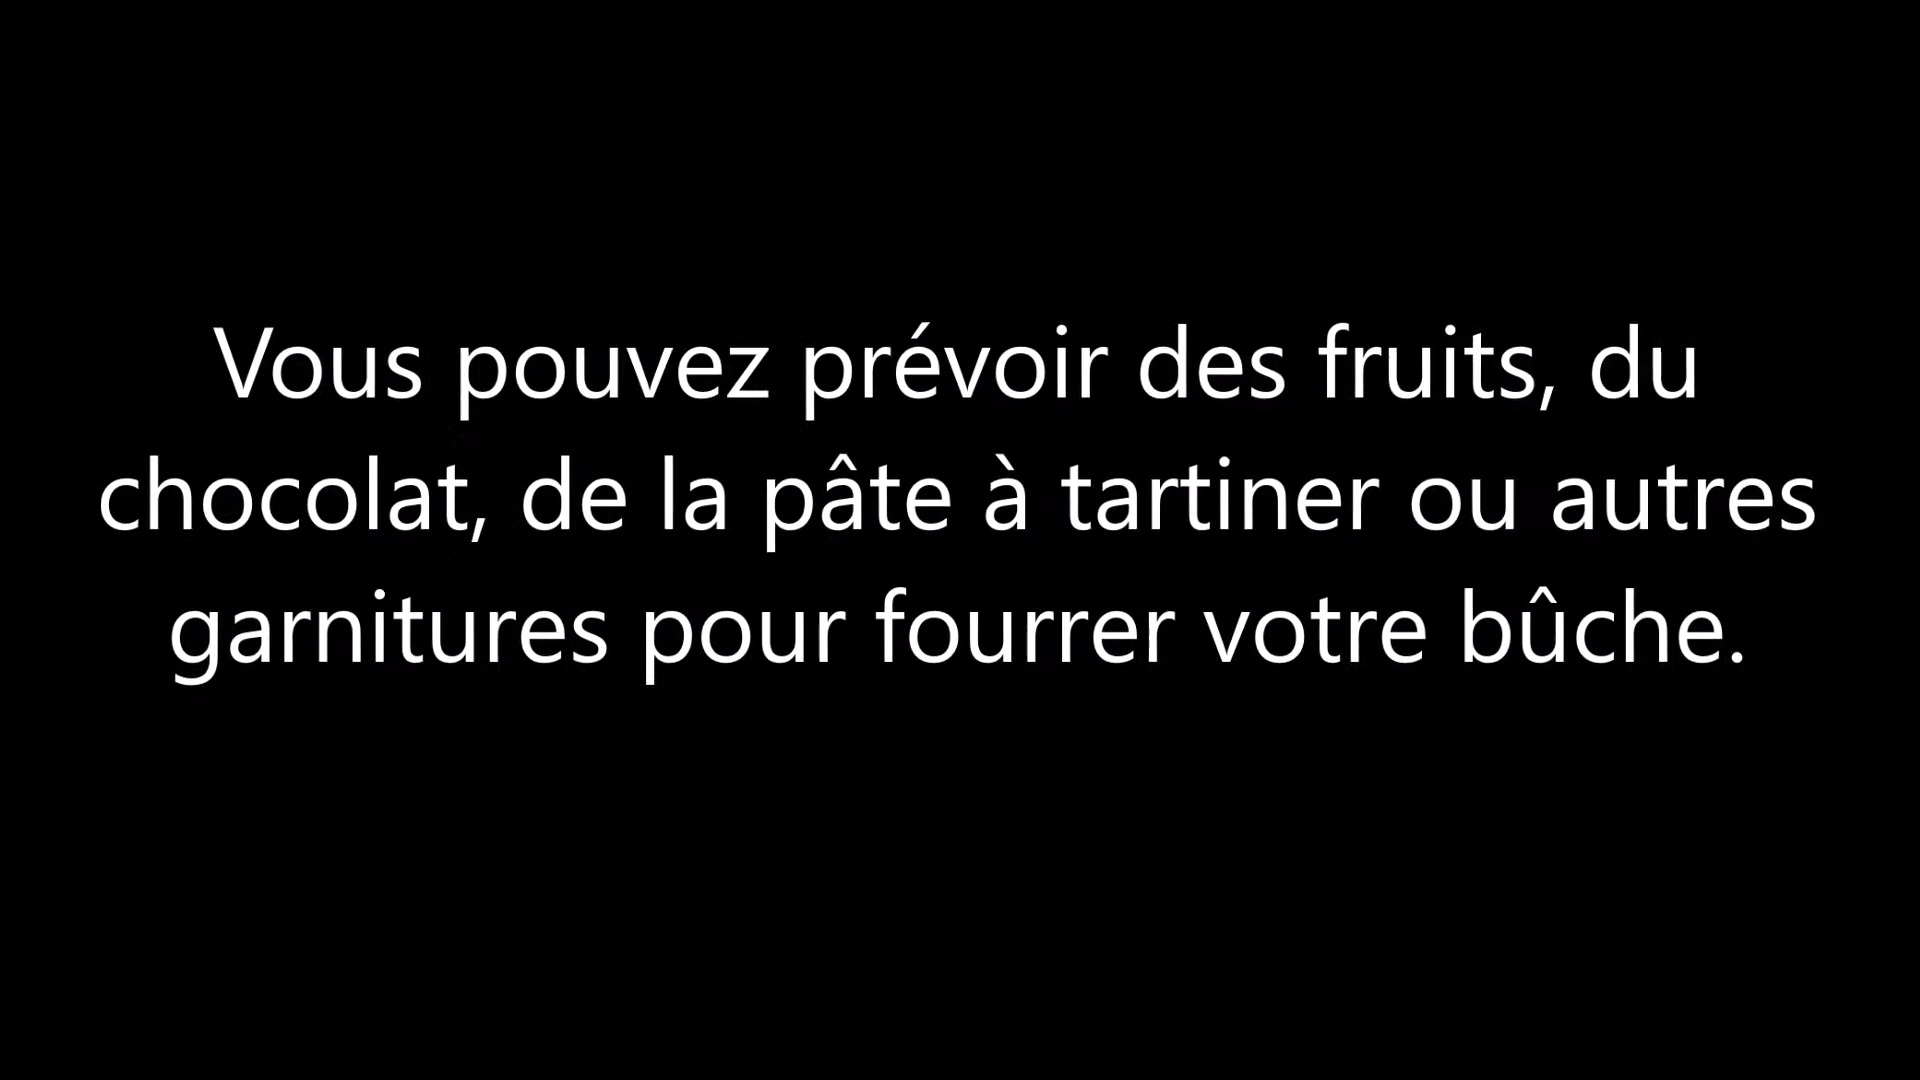 Vous pouvez prévoir des fruits, du
chocolat, de la pâte à tartiner ou autres
garnitures pour fourrer votre bûche.